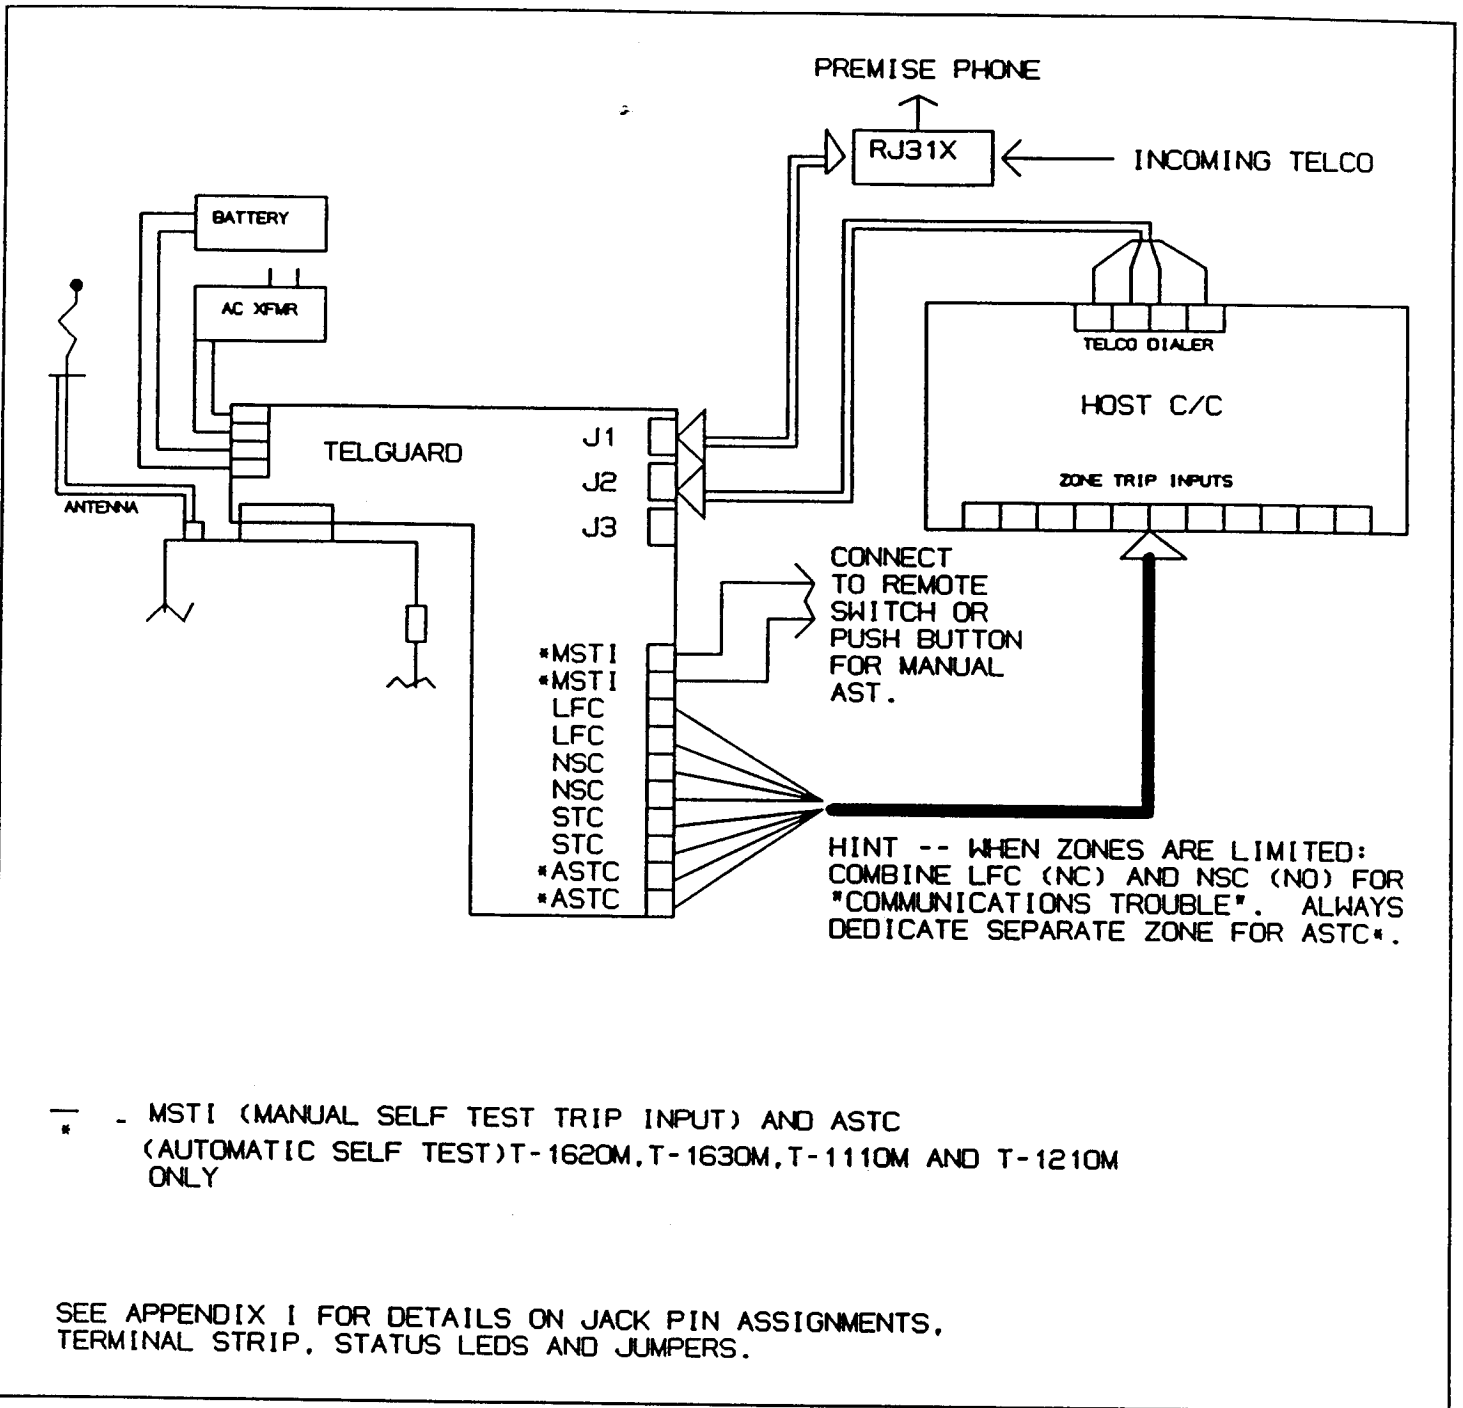 PREMISE PHONE
RJ31X
INCOMING TELCO
BATTERY
AC XFMR
TELCO DIALER
HOST C/C
ZONE TRIP INPUTS
TELGUARD
J1
J2
J3
ANTENNA
CONNECT
TO REMOTE
SWITCH OR
PUSH BUTTON
FOR MANUAL
AST.
*MSTI
*MSTI
LFC
LFC
NSC
NSC
STC
STC
*ASTC
*ASTC
HINT -- WHEN ZONES ARE LIMITED:
COMBINE LFC (NC) AND NSC (NO) FOR
"COMMUNICATIONS TROUBLE". ALWAYS
DEDICATE SEPARATE ZONE FOR ASTC*.
* - MSTI (MANUAL SELF TEST TRIP INPUT) AND ASTC
(AUTOMATIC SELF TEST)T-1620M,T-1630M,T-1110M AND T-1210M
ONLY
SEE APPENDIX I FOR DETAILS ON JACK PIN ASSIGNMENTS,
TERMINAL STRIP, STATUS LEDS AND JUMPERS.